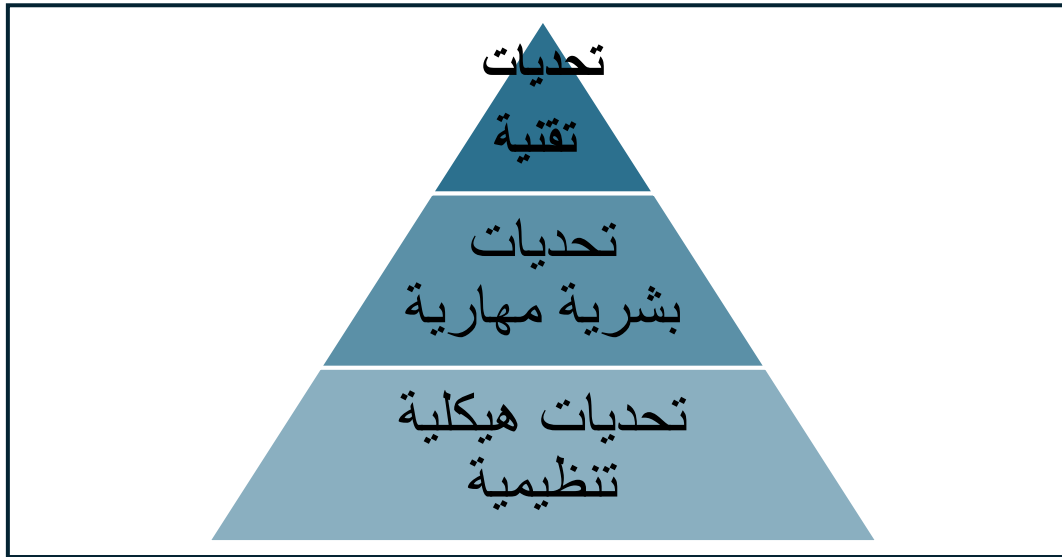 تحديات
تقنية
تحديات
بشرية مهارية
تحديات هيكلية
تنظيمية